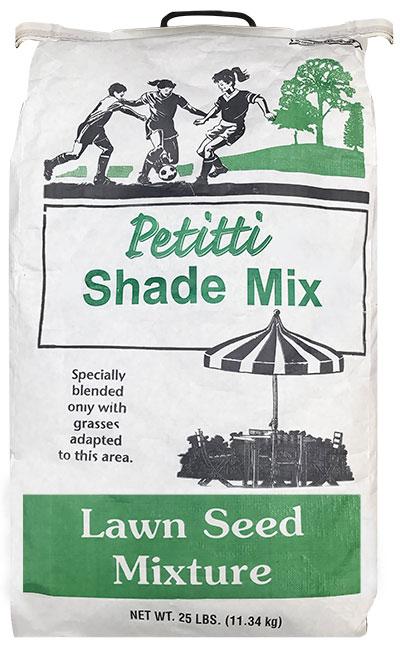 Petitti
Shade Mix
Specially
blended
only with
grasses
adapted
to this area.
Lawn Seed
Mixture
NET WT. 25 LBS. (11.34 kg)